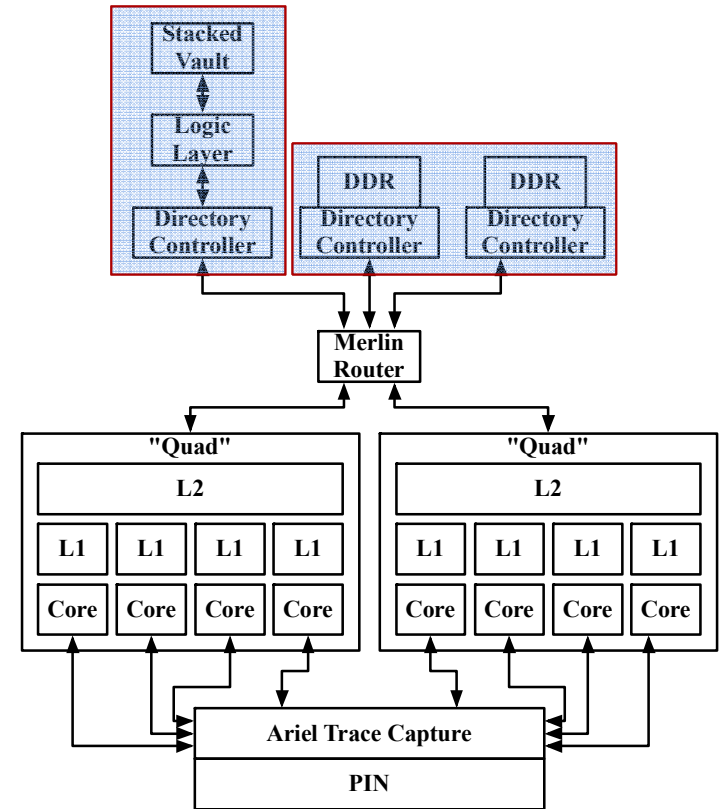 Stacked
Vault
Logic
Layer
Directory
Controller
DDR
Directory
Controller
DDR
Directory
Controller
Merlin
Router
"Quad"
L2
L1 L1 L1 L1
Core Core Core Core
"Quad"
L2
L1 L1 L1 L1
Core Core Core Core
Ariel Trace Capture
PIN